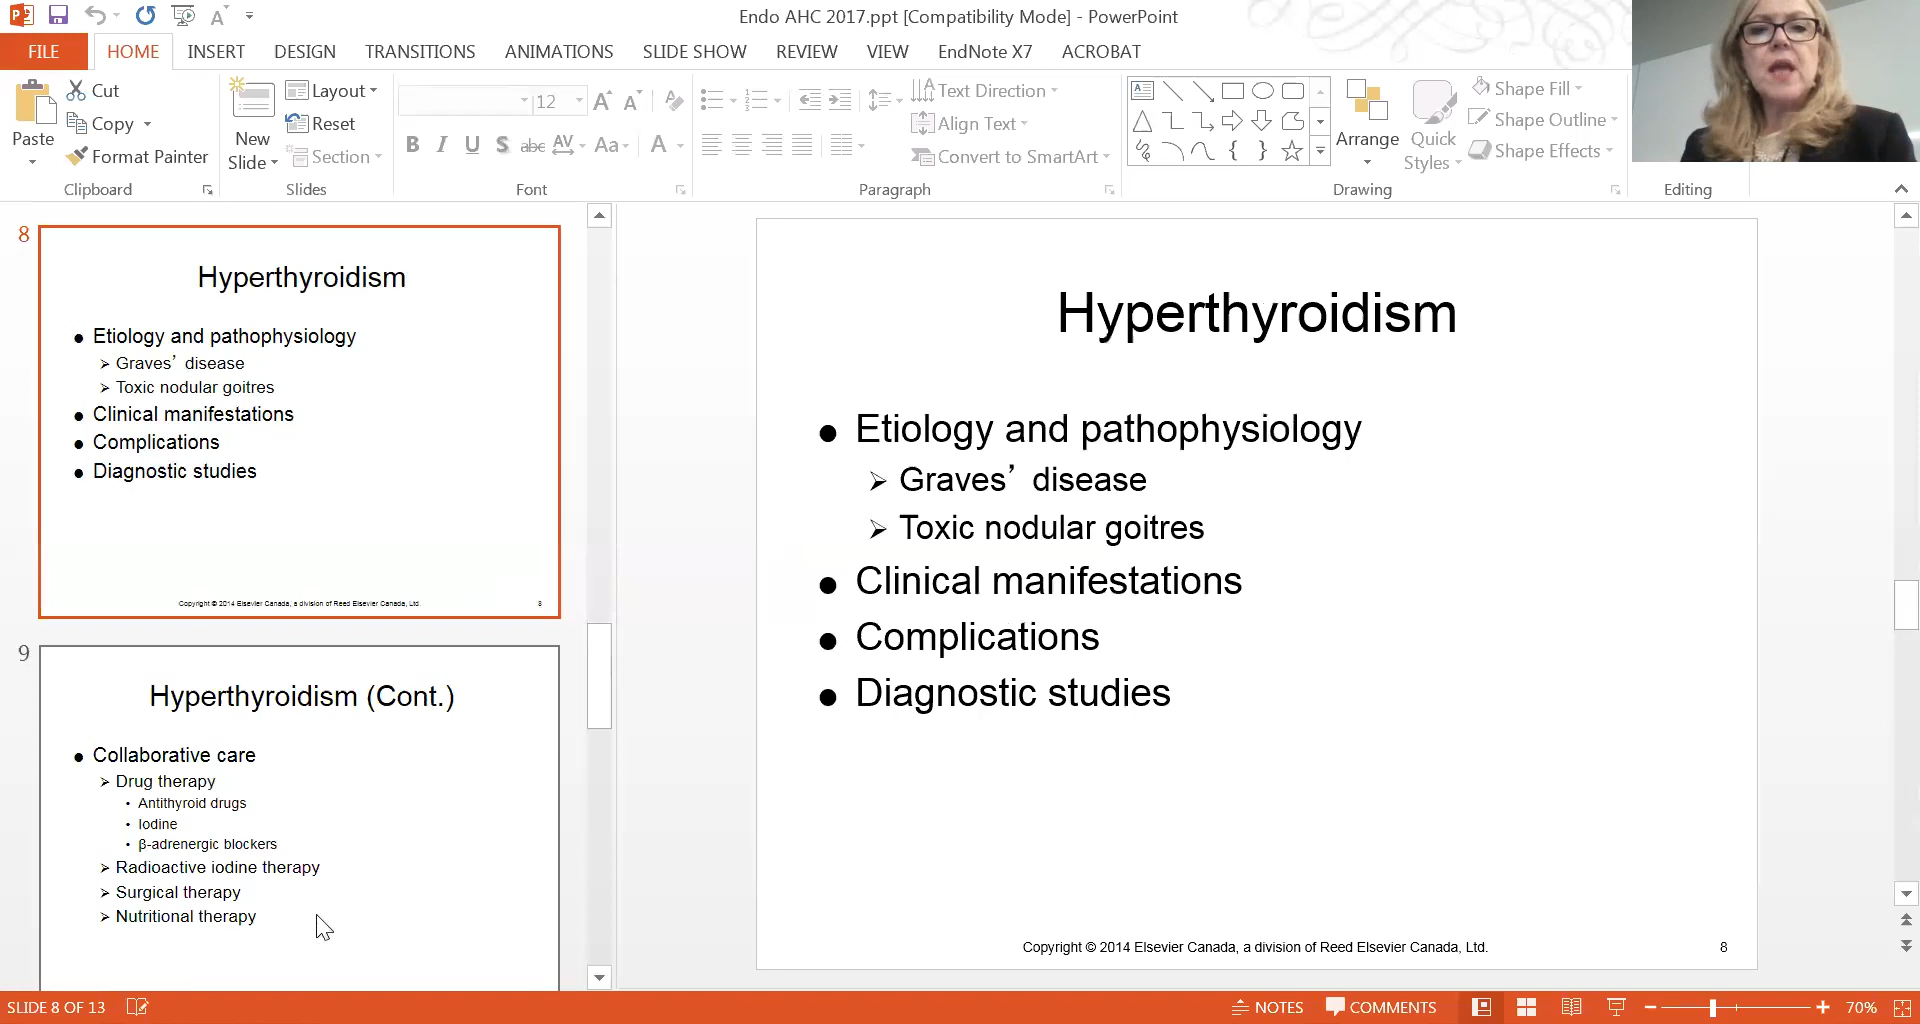 Endo AHC 2017.ppt [Compatibility Mode] - PowerPoint
FILE HOME INSERT DESIGN TRANSITIONS ANIMATIONS SLIDE SHOW REVIEW VIEW EndNote X7 ACROBAT
Paste
Cut
Copy
Format Painter
Clipboard
New
Slide
Layout
Reset
Section
Slides
12
B I U S abc AV Aa A
Font
Text Direction
Align Text
Convert to SmartArt
Paragraph
Arrange
Quick
Styles
Shape Fill
Shape Outline
Shape Effects
Drawing
Editing
8
Hyperthyroidism
● Etiology and pathophysiology
➢ Graves’ disease
➢ Toxic nodular goitres
● Clinical manifestations
● Complications
● Diagnostic studies
Copyright © 2014 Elsevier Canada, a division of Reed Elsevier Canada, Ltd. 8
9
Hyperthyroidism (Cont.)
● Collaborative care
➢ Drug therapy
• Antithyroid drugs
• Iodine
• β-adrenergic blockers
➢ Radioactive iodine therapy
➢ Surgical therapy
➢ Nutritional therapy
Hyperthyroidism
● Etiology and pathophysiology
➢ Graves’ disease
➢ Toxic nodular goitres
● Clinical manifestations
● Complications
● Diagnostic studies
Copyright © 2014 Elsevier Canada, a division of Reed Elsevier Canada, Ltd. 8
SLIDE 8 OF 13 NOTES COMMENTS 70%